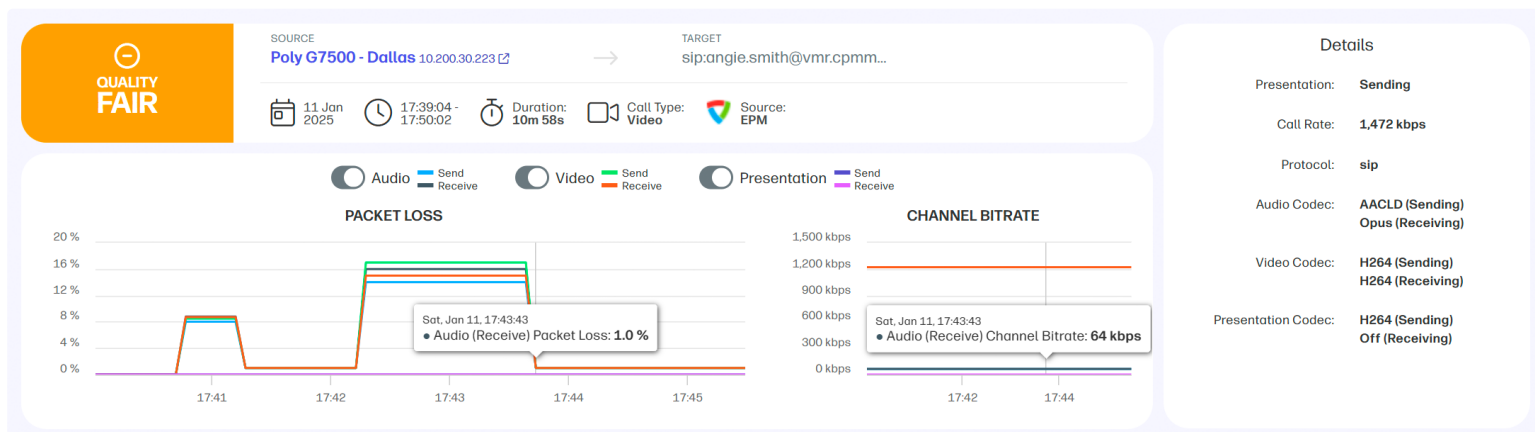 QUALITY
FAIR
SOURCE
Poly G7500 - Dallas 10.200.30.223
TARGET
sip:angie.smith@vmr.cpmm...
11 Jan
2025
17:39:04 -
17:50:02
Duration:
10m 58s
Call Type:
Video
Source:
EPM
Audio
Send
Receive
Video
Send
Receive
Presentation
Send
Receive
PACKET LOSS
20 %
16 %
12 %
8 %
4 %
0 %
Sat, Jan 11, 17:43:43
Audio (Receive) Packet Loss: 1.0 %
17:41
17:42
17:43
17:44
17:45
CHANNEL BITRATE
1,500 kbps
1,200 kbps
900 kbps
600 kbps
300 kbps
0 kbps
Sat, Jan 11, 17:43:43
Audio (Receive) Channel Bitrate: 64 kbps
17:42
17:44
Details
Presentation: Sending
Call Rate: 1,472 kbps
Protocol: sip
Audio Codec: AACLD (Sending)
Opus (Receiving)
Video Codec: H264 (Sending)
H264 (Receiving)
Presentation Codec: H264 (Sending)
Off (Receiving)